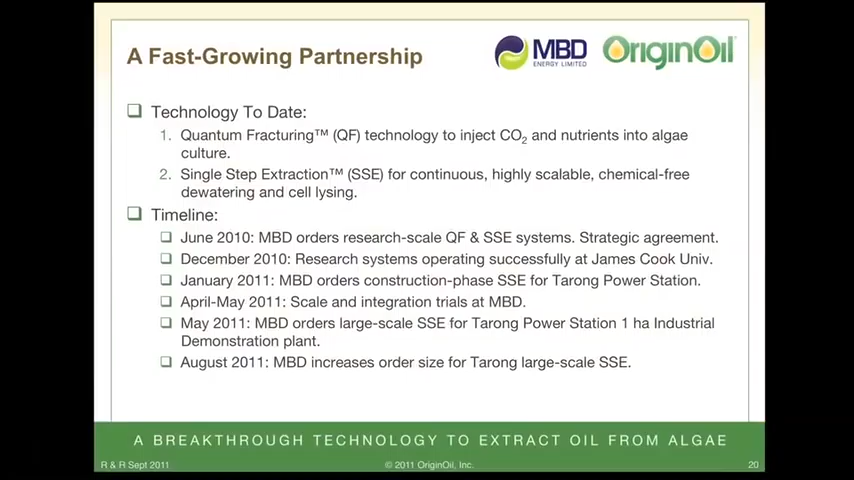 A Fast-Growing Partnership
MBD
ENERGY LIMITED
OriginOil
Technology To Date:
1. Quantum Fracturing™ (QF) technology to inject CO₂ and nutrients into algae
culture.
2. Single Step Extraction™ (SSE) for continuous, highly scalable, chemical-free
dewatering and cell lysing.
Timeline:
June 2010: MBD orders research-scale QF & SSE systems. Strategic agreement.
December 2010: Research systems operating successfully at James Cook Univ.
January 2011: MBD orders construction-phase SSE for Tarong Power Station.
April-May 2011: Scale and integration trials at MBD.
May 2011: MBD orders large-scale SSE for Tarong Power Station 1 ha Industrial
Demonstration plant.
August 2011: MBD increases order size for Tarong large-scale SSE.
A BREAKTHROUGH TECHNOLOGY TO EXTRACT OIL FROM ALGAE
R & R Sept 2011
© 2011 OriginOil, Inc.
20